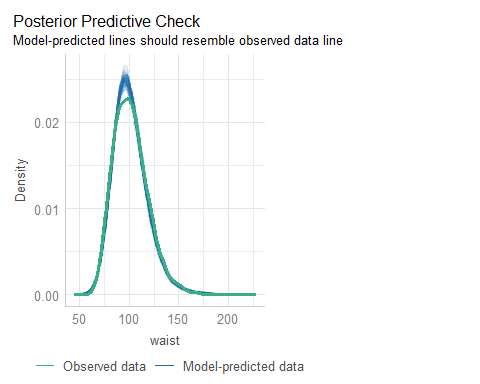 Posterior Predictive Check
Model-predicted lines should resemble observed data line
0.02
0.01
0.00
Density
50 100 150 200
waist
Observed data Model-predicted data